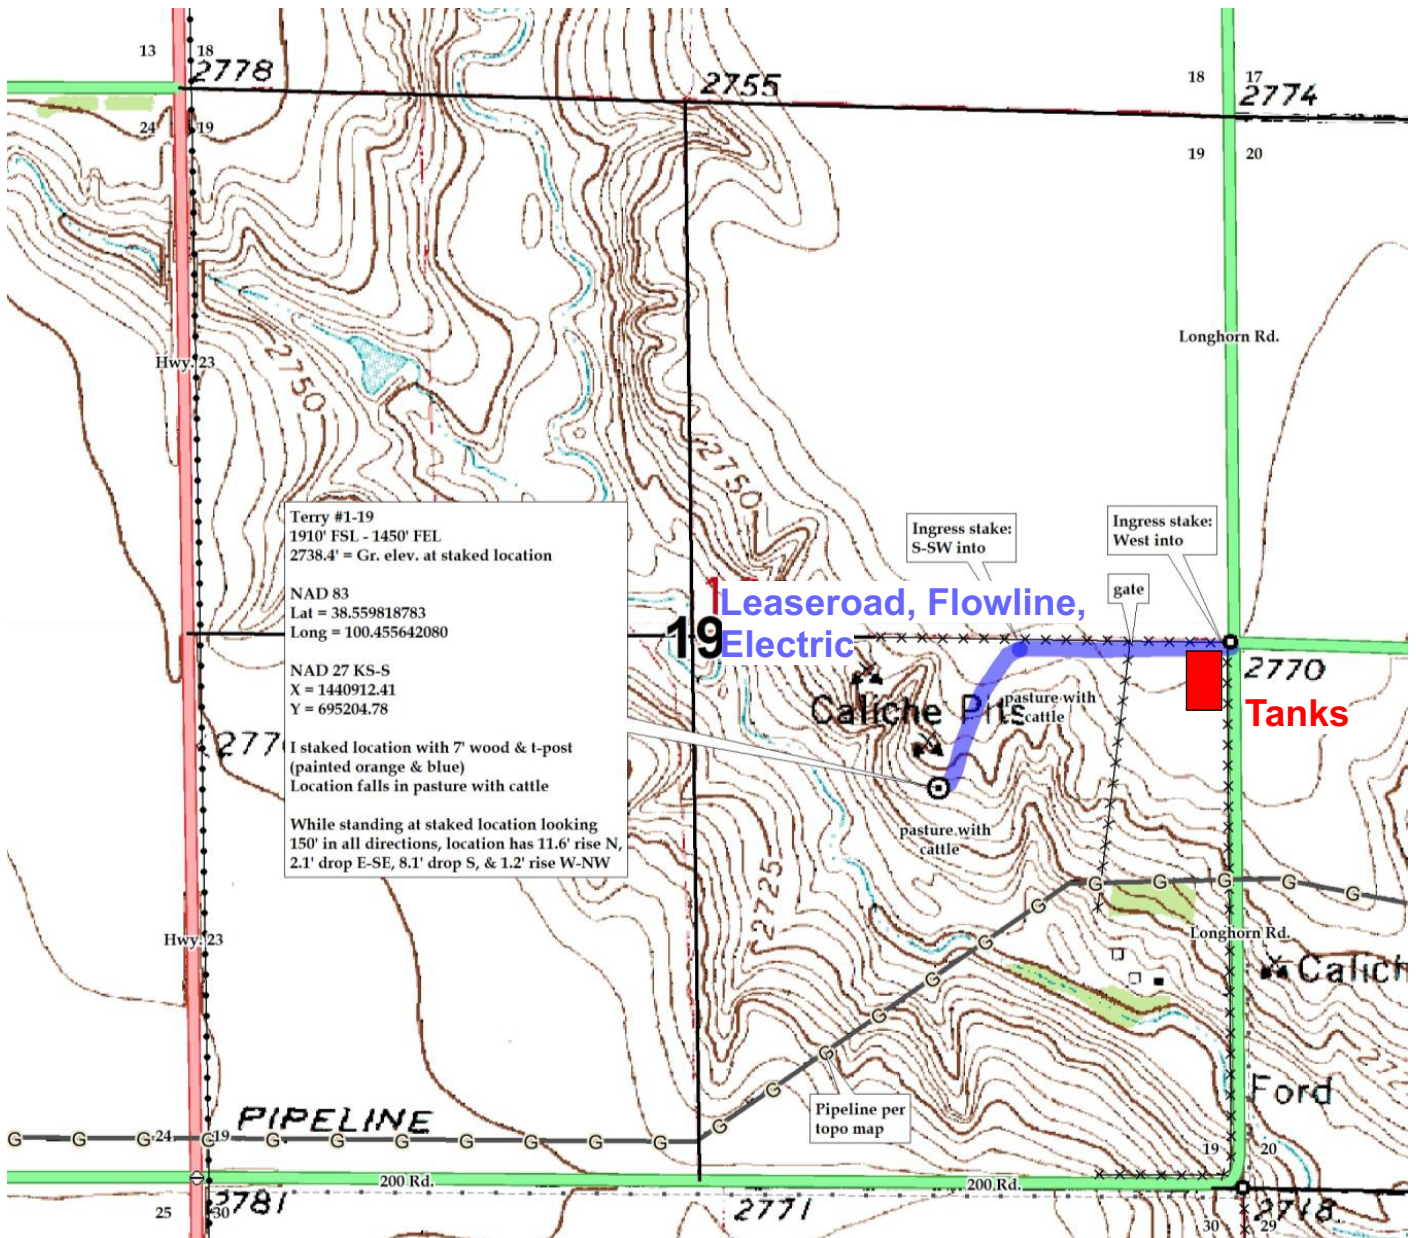 13
18
2778
2755
18
17
2774
24
19
19
20
Longhorn Rd.
Hwy. 23
2750
2750
Terry #1-19
1910' FSL - 1450' FEL
2738.4' = Gr. elev. at staked location
NAD 83
Lat = 38.559818783
Long = 100.455642080
NAD 27 KS-S
X = 1440912.41
Y = 695204.78
I staked location with 7' wood & t-post
(painted orange & blue)
Location falls in pasture with cattle
While standing at staked location looking
150' in all directions, location has 11.6' rise N,
2.1' drop E-SE, 8.1' drop S, & 1.2' rise W-NW
Ingress stake:
S-SW into
Ingress stake:
West into
gate
Leaseroad, Flowline,
Electric
19
2770
Tanks
Caliche Pits
pasture with
cattle
277
pasture with
cattle
2725
G G G G G
Hwy. 23
Longhorn Rd.
Calich
G
G
G
G
G
G
G
Ford
Pipeline per
topo map
PIPELINE
G G G G G G G G G G G
24
19
19
20
200 Rd.
200 Rd.
2781
2771
2718
25
30
30
29